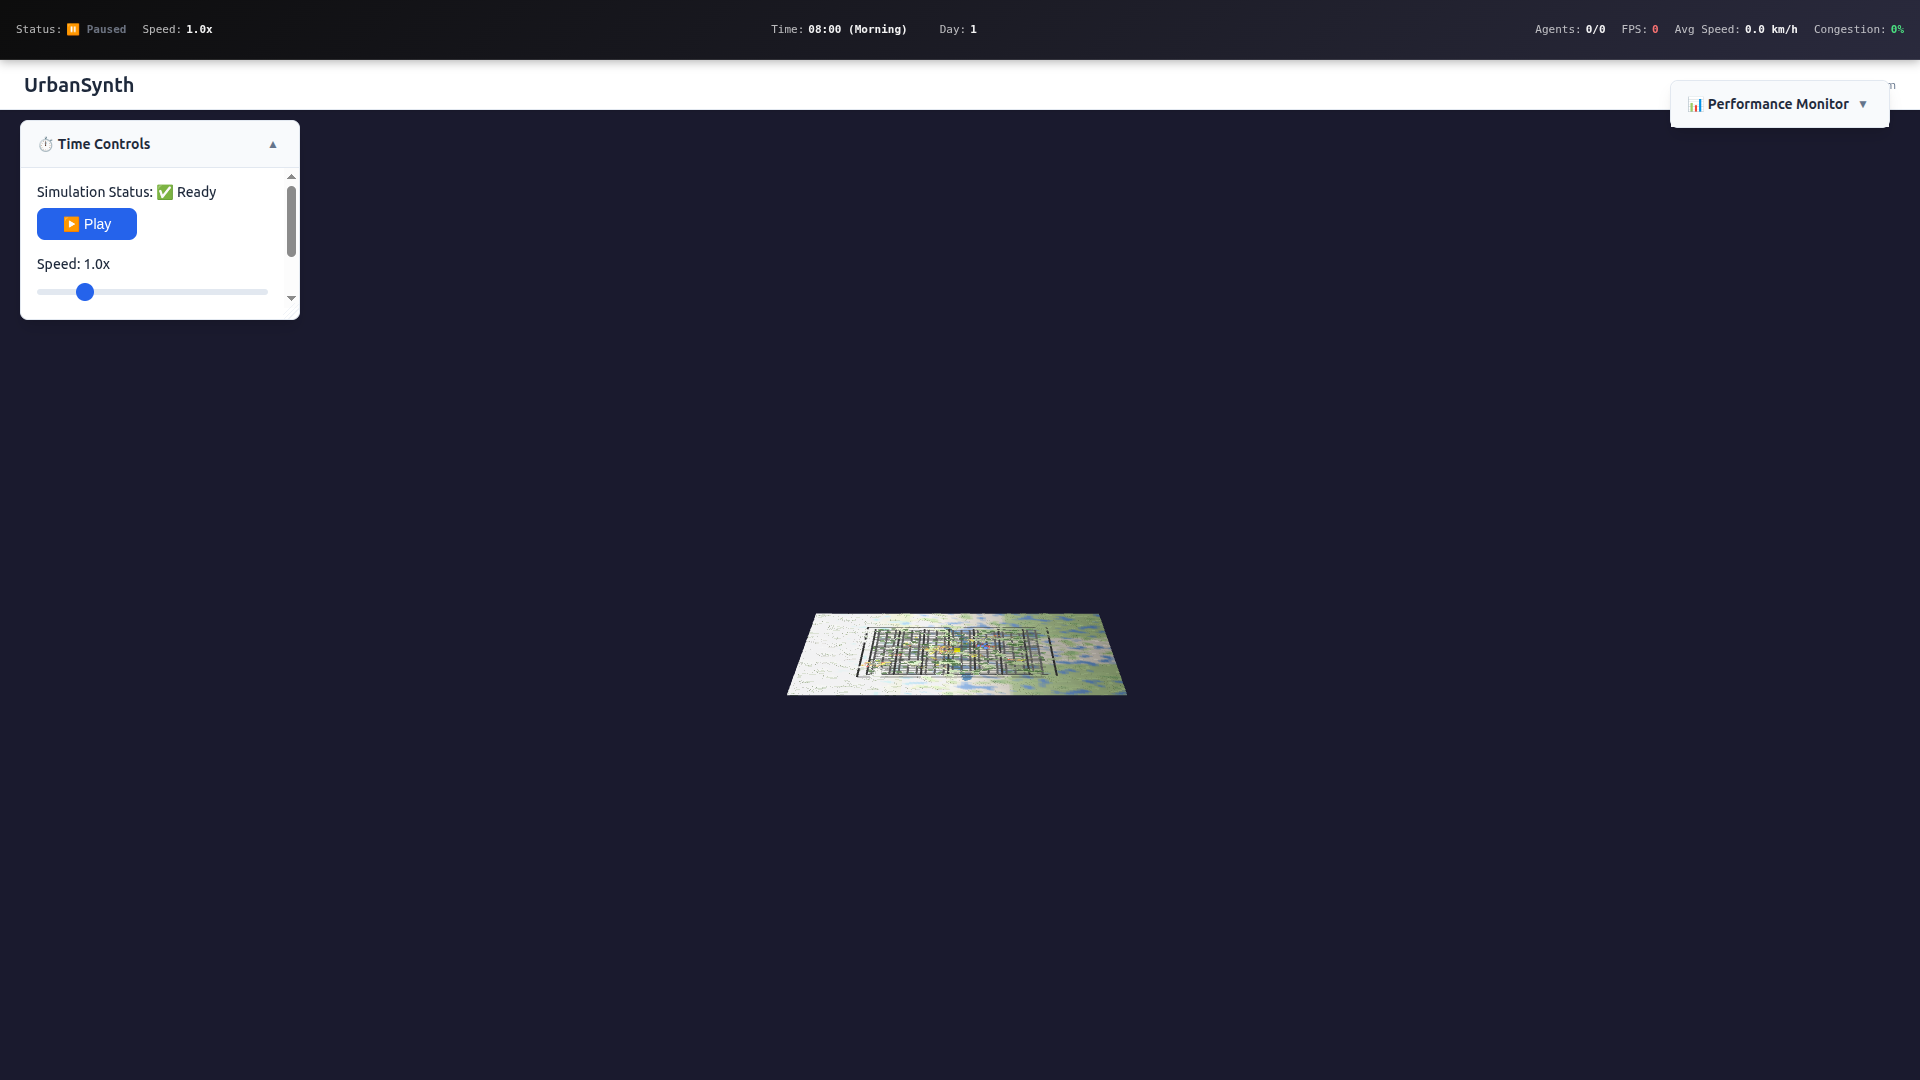 Status: ⏸️ Paused Speed: 1.0x Time: 08:00 (Morning) Day: 1 Agents: 0/0 FPS: 0 Avg Speed: 0.0 km/h Congestion: 0%
UrbanSynth
📊 Performance Monitor ▼
⏱️ Time Controls ▲
Simulation Status: ✅ Ready
▶️ Play
Speed: 1.0x